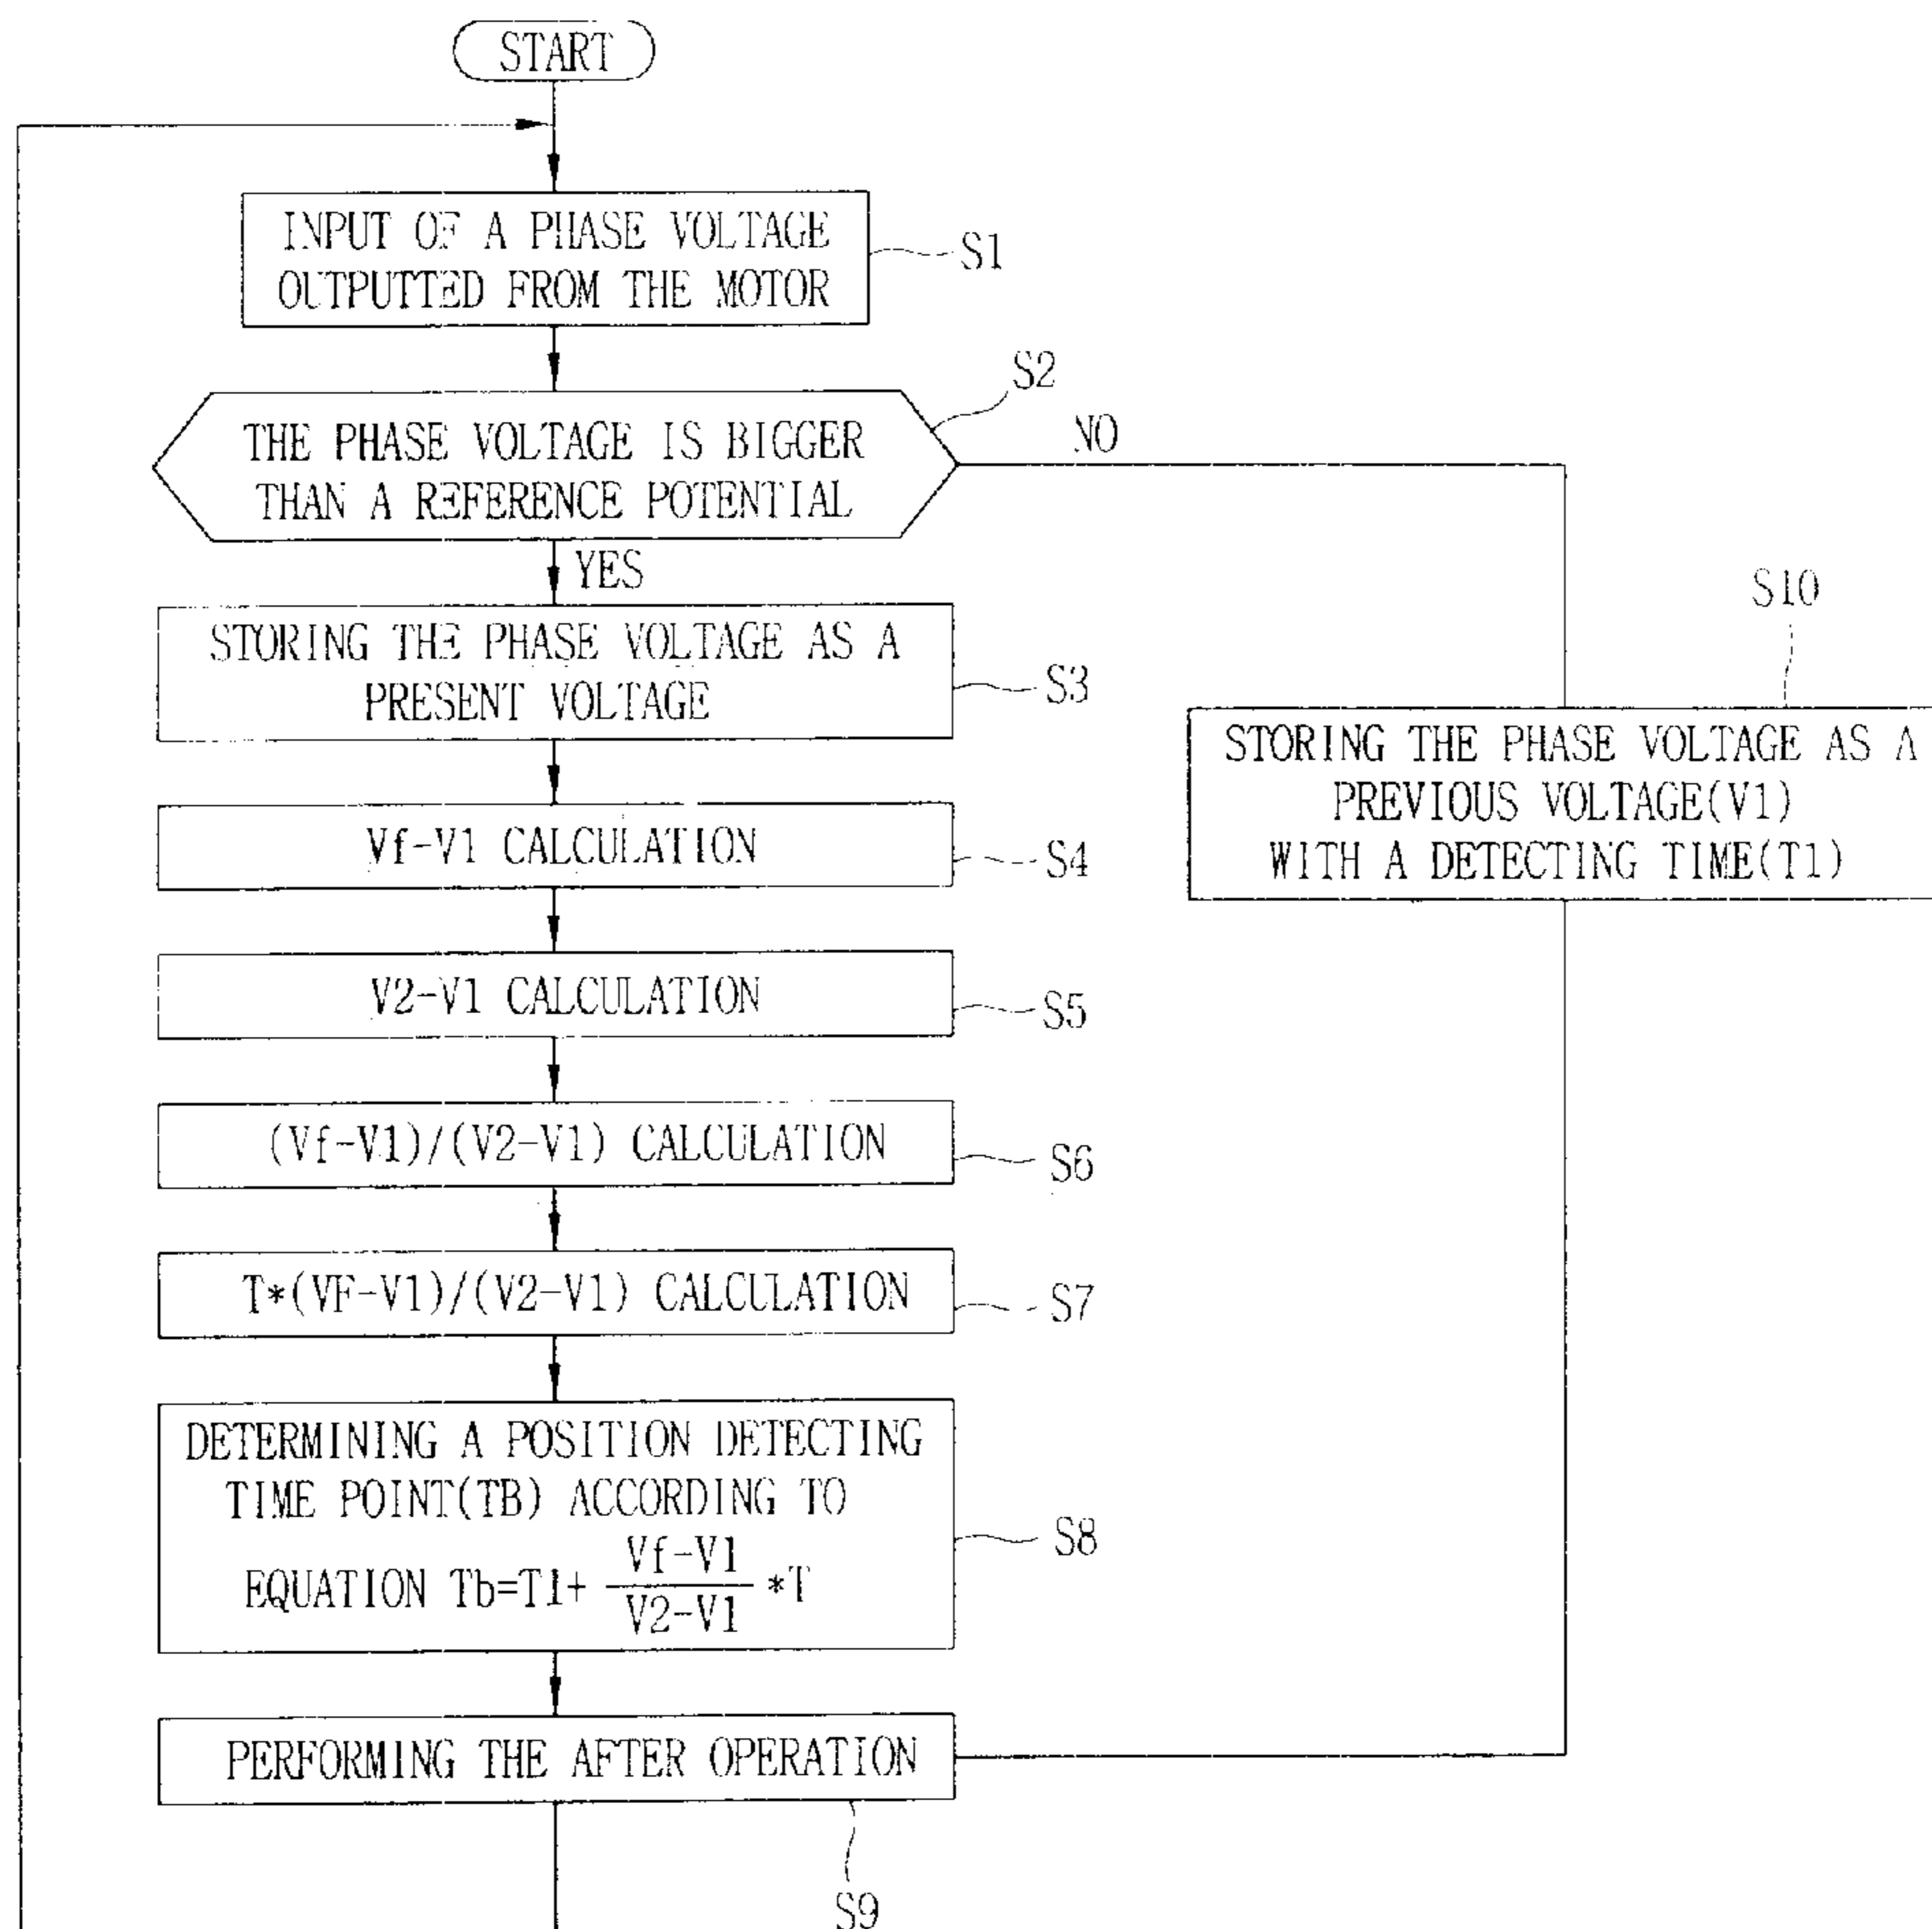 START
INPUT OF A PHASE VOLTAGE
OUTPUTTED FROM THE MOTOR
S1
S2
THE PHASE VOLTAGE IS BIGGER
THAN A REFERENCE POTENTIAL
NO
YES
STORING THE PHASE VOLTAGE AS A
PRESENT VOLTAGE
S3
S10
STORING THE PHASE VOLTAGE AS A
PREVIOUS VOLTAGE(V1)
WITH A DETECTING TIME(T1)
Vf-V1 CALCULATION
S4
V2-V1 CALCULATION
S5
(Vf-V1)/(V2-V1) CALCULATION
S6
T*(VF-V1)/(V2-V1) CALCULATION
S7
DETERMINING A POSITION DETECTING
TIME POINT(TB) ACCORDING TO
EQUATION Tb=T1+ Vf-V1 / V2-V1 *T
S8
PERFORMING THE AFTER OPERATION
S9